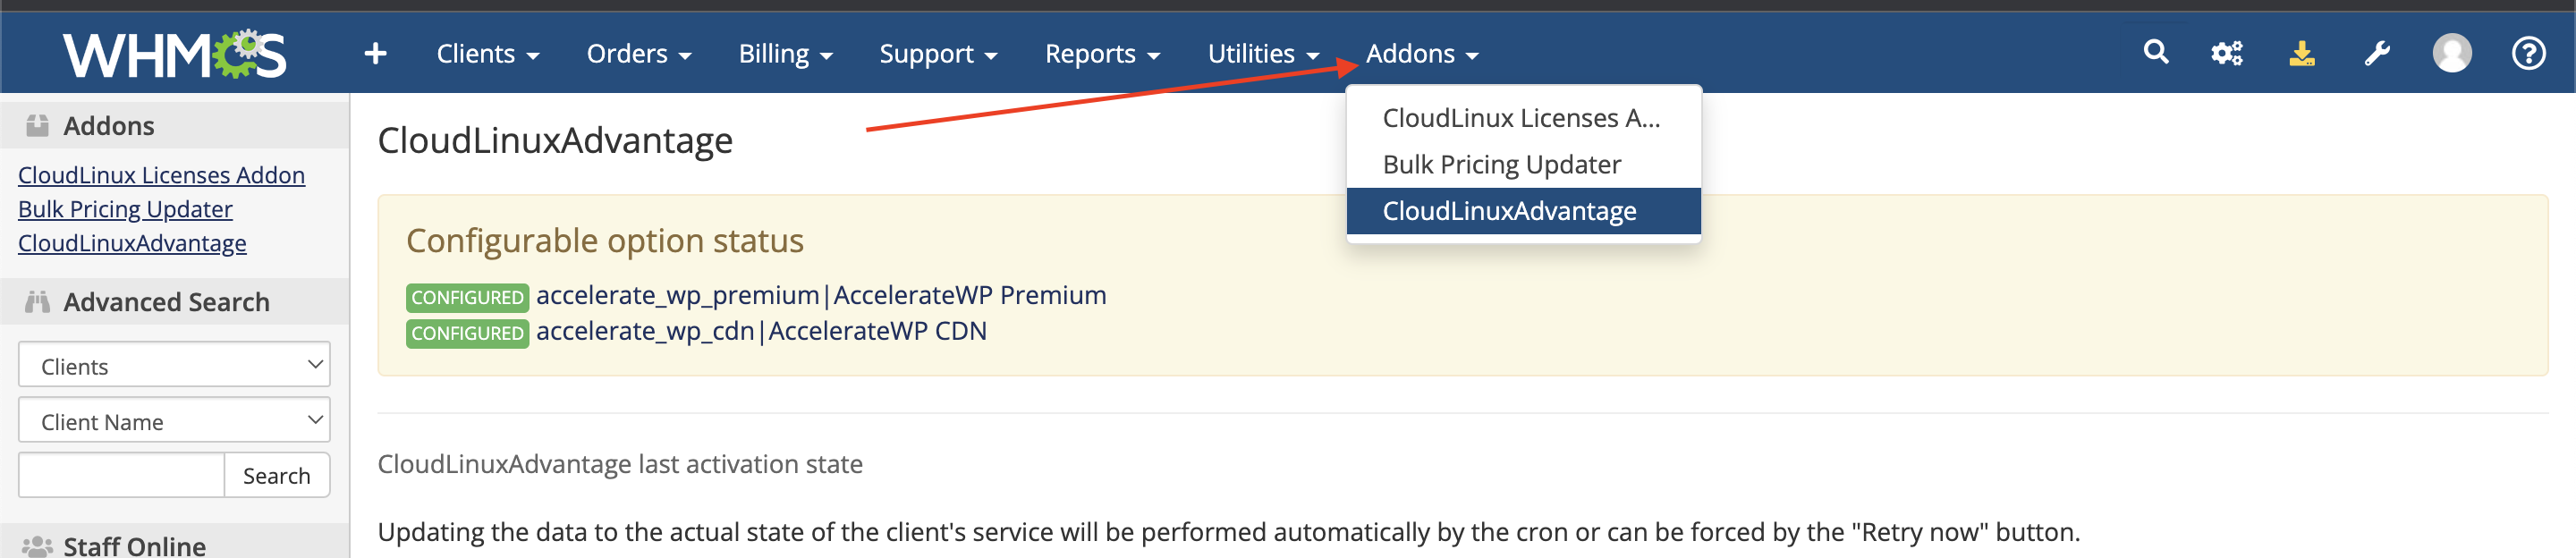 WHMCS
Clients
Orders
Billing
Support
Reports
Utilities
Addons
CloudLinux Licenses A...
Bulk Pricing Updater
CloudLinuxAdvantage
Addons
CloudLinux Licenses Addon
Bulk Pricing Updater
CloudLinuxAdvantage
Advanced Search
Clients
Client Name
Search
Staff Online
CloudLinuxAdvantage
Configurable option status
CONFIGURED accelerate_wp_premium|AccelerateWP Premium
CONFIGURED accelerate_wp_cdn|AccelerateWP CDN
CloudLinuxAdvantage last activation state
Updating the data to the actual state of the client's service will be performed automatically by the cron or can be forced by the "Retry now" button.